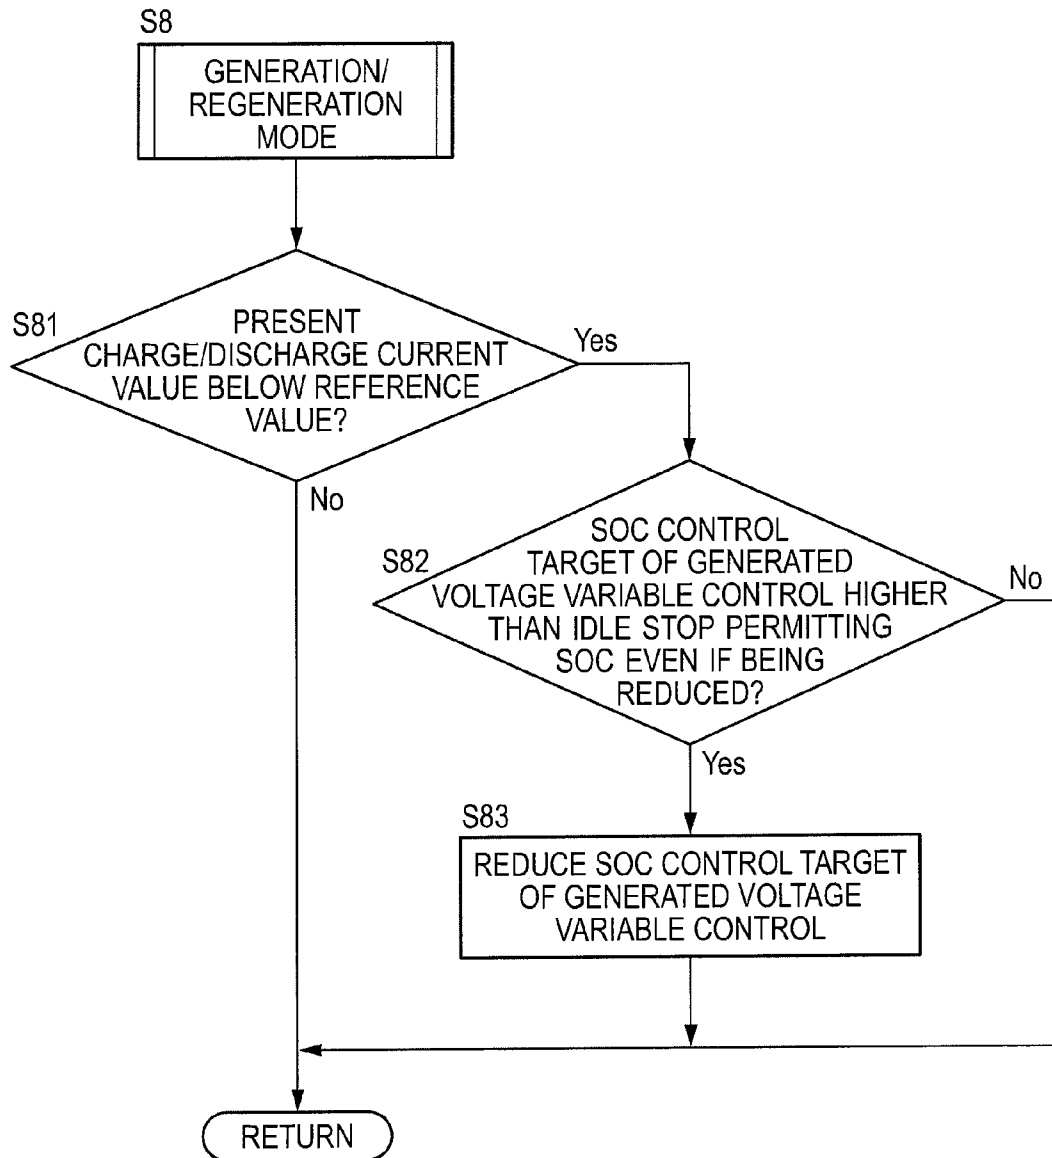 S8
GENERATION/
REGENERATION
MODE
S81
PRESENT
CHARGE/DISCHARGE CURRENT
VALUE BELOW REFERENCE
VALUE?
Yes
No
S82
SOC CONTROL
TARGET OF GENERATED
VOLTAGE VARIABLE CONTROL HIGHER
THAN IDLE STOP PERMITTING
SOC EVEN IF BEING
REDUCED?
No
Yes
S83
REDUCE SOC CONTROL TARGET
OF GENERATED VOLTAGE
VARIABLE CONTROL
RETURN